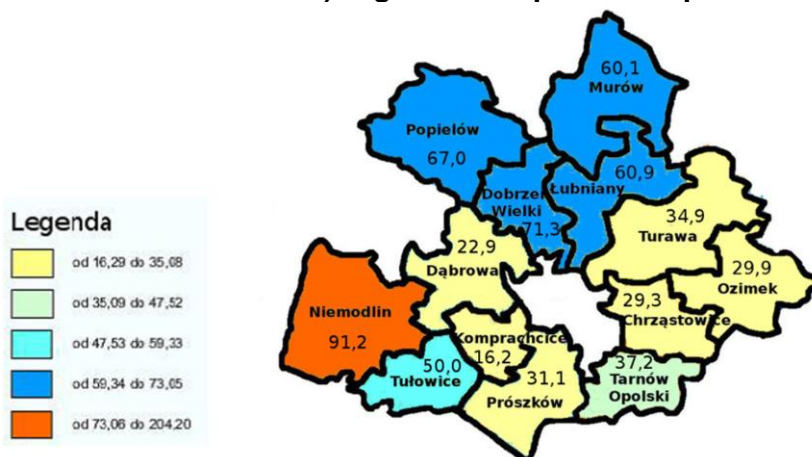 60,1
Murów
Popielów
67,0
60,9
Łubniany
Dobrzeń
Wielki
71,3
34,9
Turawa
Legenda
od 16,29 do 35,08
od 35,09 do 47,52
od 47,53 do 59,33
od 59,34 do 73,05
od 73,06 do 204,20
22,9
Dąbrowa
29,9
Ozimek
29,3
Chrząstowice
Niemodlin
91,2
Komprachcice
16,2
50,0
Tułowice
31,1
Prószków
37,2
Tarnów
Opolski